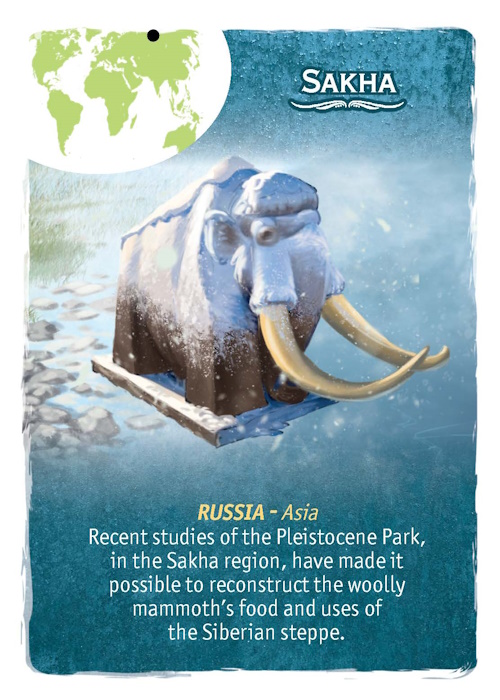 SAKHA
RUSSIA - Asia
Recent studies of the Pleistocene Park,
in the Sakha region, have made it
possible to reconstruct the woolly
mammoth's food and uses of
the Siberian steppe.